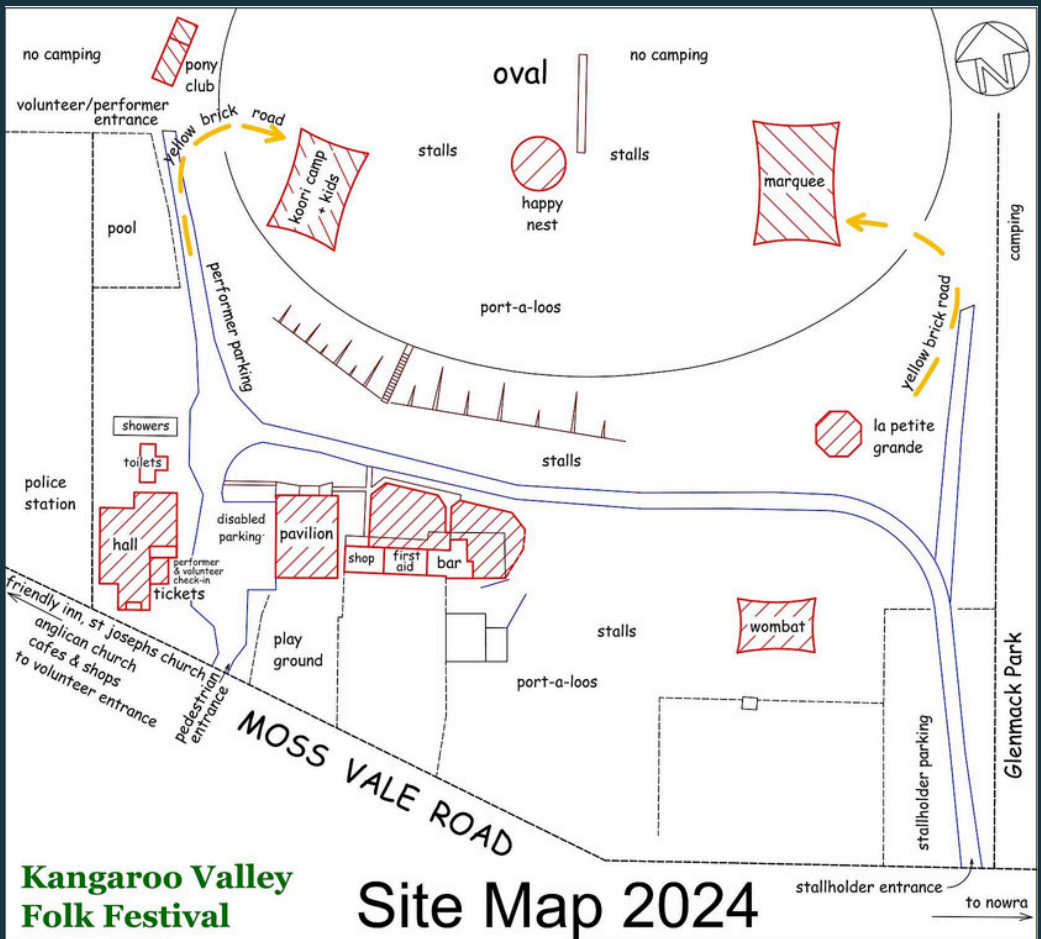 no camping
pony
club
oval
no camping
N
volunteer/performer
entrance
yellow brick road
koori camp
+ kids
stalls
happy
nest
stalls
marquee
camping
pool
performer parking
port-a-loos
yellow brick road
la petite
grande
showers
toilets
stalls
police
station
hall
disabled
parking
pavilion
shop
first
aid
bar
performer
& volunteer
check-in
tickets
friendly inn, st josephs church
anglican church
cafes & shops
to volunteer entrance
pedestrian
entrance
play
ground
stalls
wombat
port-a-loos
MOSS VALE ROAD
stallholder parking
Glenmack Park
stallholder entrance
to nowra
Kangaroo Valley
Folk Festival
Site Map 2024